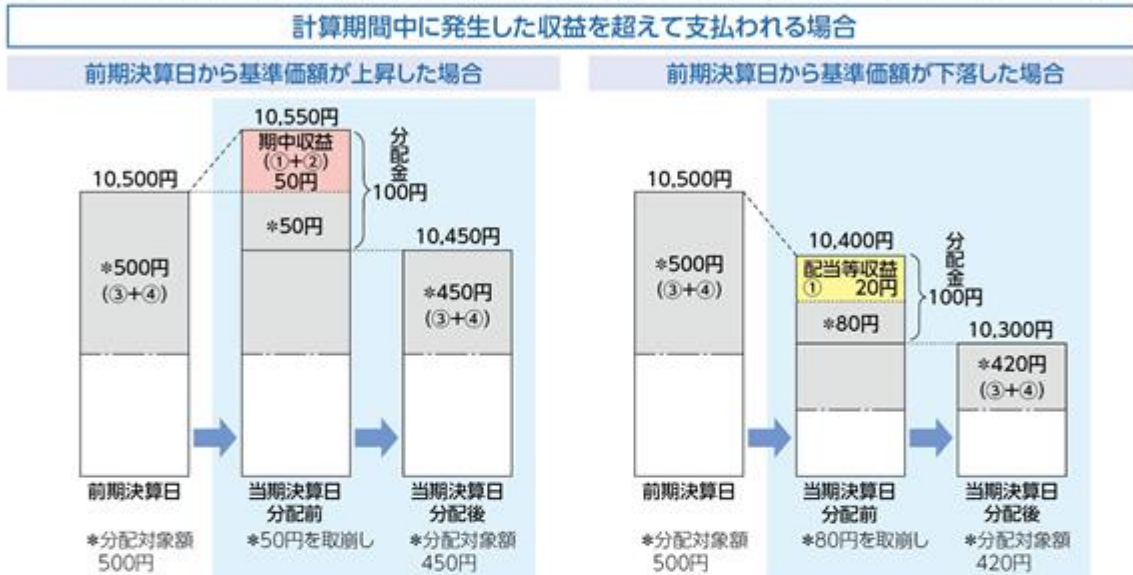 計算期間中に発生した収益を超えて支払われる場合
前期決算日から基準価額が上昇した場合
10,550円
期中収益
(①+②)
50円
分配金
100円
10,500円
*50円
10,450円
*500円
(③+④)
*450円
(③+④)
前期決算日
当期決算日
分配前
当期決算日
分配後
*分配対象額
500円
*50円を取崩し
*分配対象額
450円
前期決算日から基準価額が下落した場合
10,500円
10,400円
配当等収益
① 20円
分配金
100円
*500円
(③+④)
*80円
10,300円
*420円
(③+④)
前期決算日
当期決算日
分配前
当期決算日
分配後
*分配対象額
500円
*80円を取崩し
*分配対象額
420円